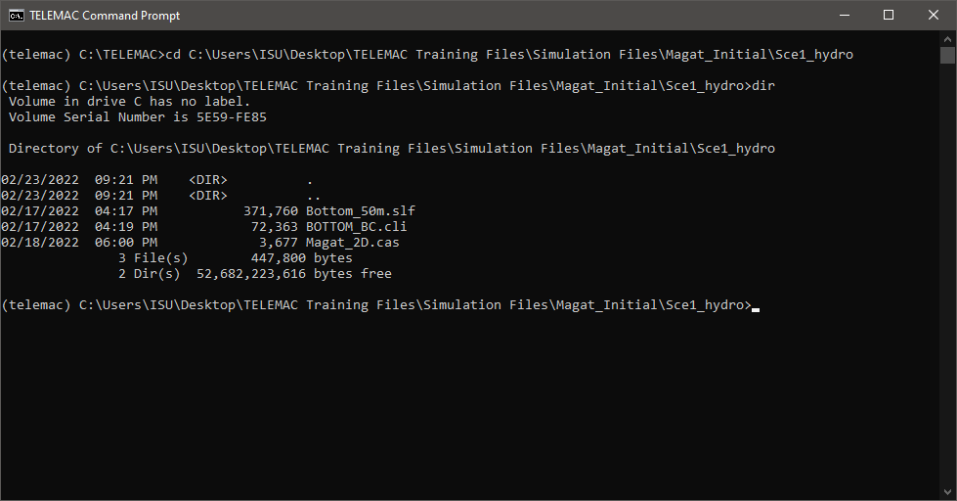 TELEMAC Command Prompt
(telemac) C:\TELEMAC>cd C:\Users\ISU\Desktop\TELEMAC Training Files\Simulation Files\Magat_Initial\Sce1_hydro
(telemac) C:\Users\ISU\Desktop\TELEMAC Training Files\Simulation Files\Magat_Initial\Sce1_hydro>dir
 Volume in drive C has no label.
 Volume Serial Number is 5E59-FE85
 Directory of C:\Users\ISU\Desktop\TELEMAC Training Files\Simulation Files\Magat_Initial\Sce1_hydro
02/23/2022  09:21 PM    <DIR>          .
02/23/2022  09:21 PM    <DIR>          ..
02/17/2022  04:17 PM           371,760 Bottom_50m.slf
02/17/2022  04:19 PM            72,363 BOTTOM_BC.cli
02/18/2022  06:00 PM             3,677 Magat_2D.cas
               3 File(s)        447,800 bytes
               2 Dir(s)  52,682,223,616 bytes free
(telemac) C:\Users\ISU\Desktop\TELEMAC Training Files\Simulation Files\Magat_Initial\Sce1_hydro>